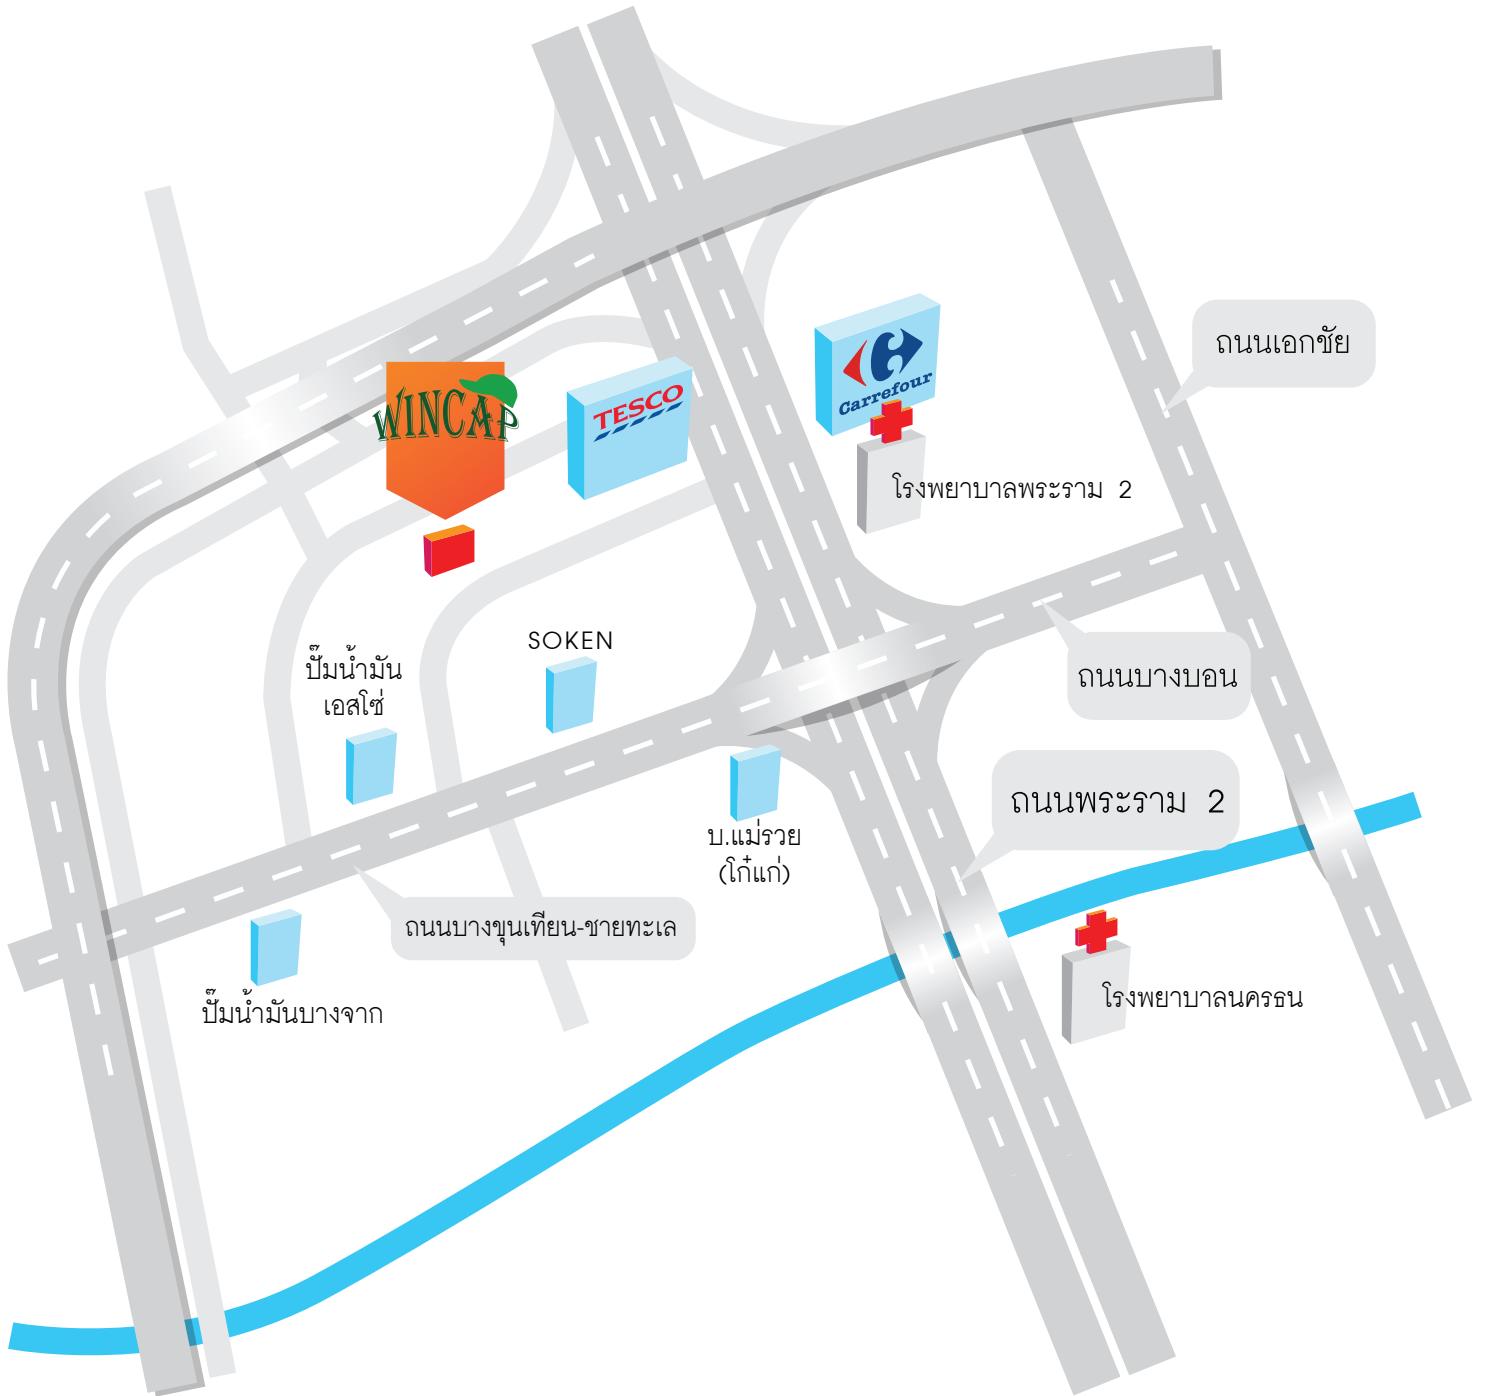 ถนนเอกชัย
WINCAP
TESCO
Carrefour
โรงพยาบาลพระราม 2
SOKEN
ปั๊มน้ำมัน
เอสโซ่
ถนนบางบอน
ถนนพระราม 2
บ.แม่รวย
(โก๋แก่)
ถนนบางขุนเทียน-ชายทะเล
ปั๊มน้ำมันบางจาก
โรงพยาบาลนครธน